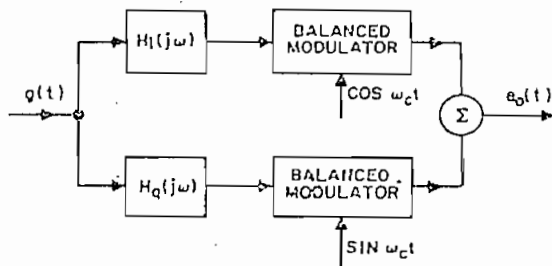 H_I(jω)
BALANCED
MODULATOR
g(t)
COS ω_c t
Σ
e_o(t)
H_q(jω)
BALANCED
MODULATOR
SIN ω_c t